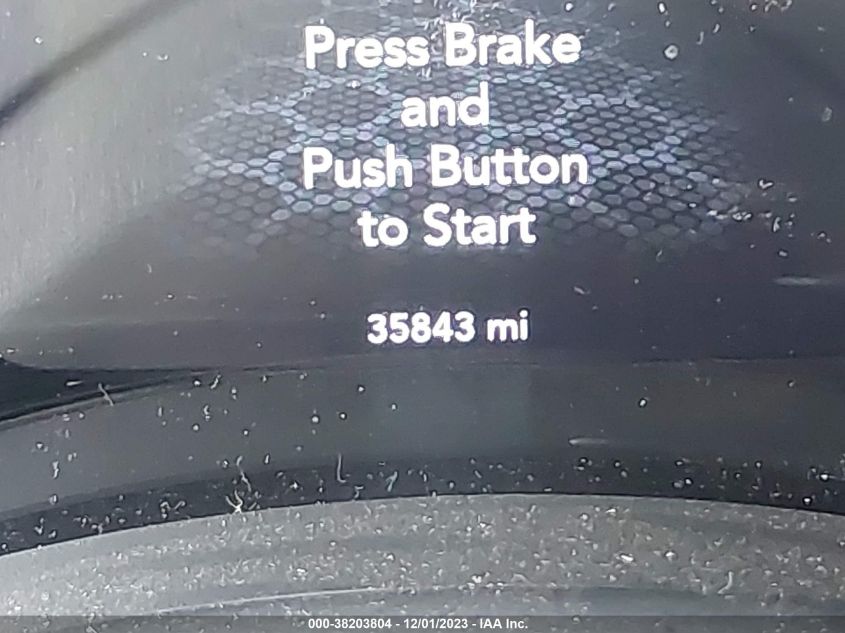 Press Brake
and
Push Button
to Start
35843 mi
000-38203804 - 12/01/2023 - IAA Inc.